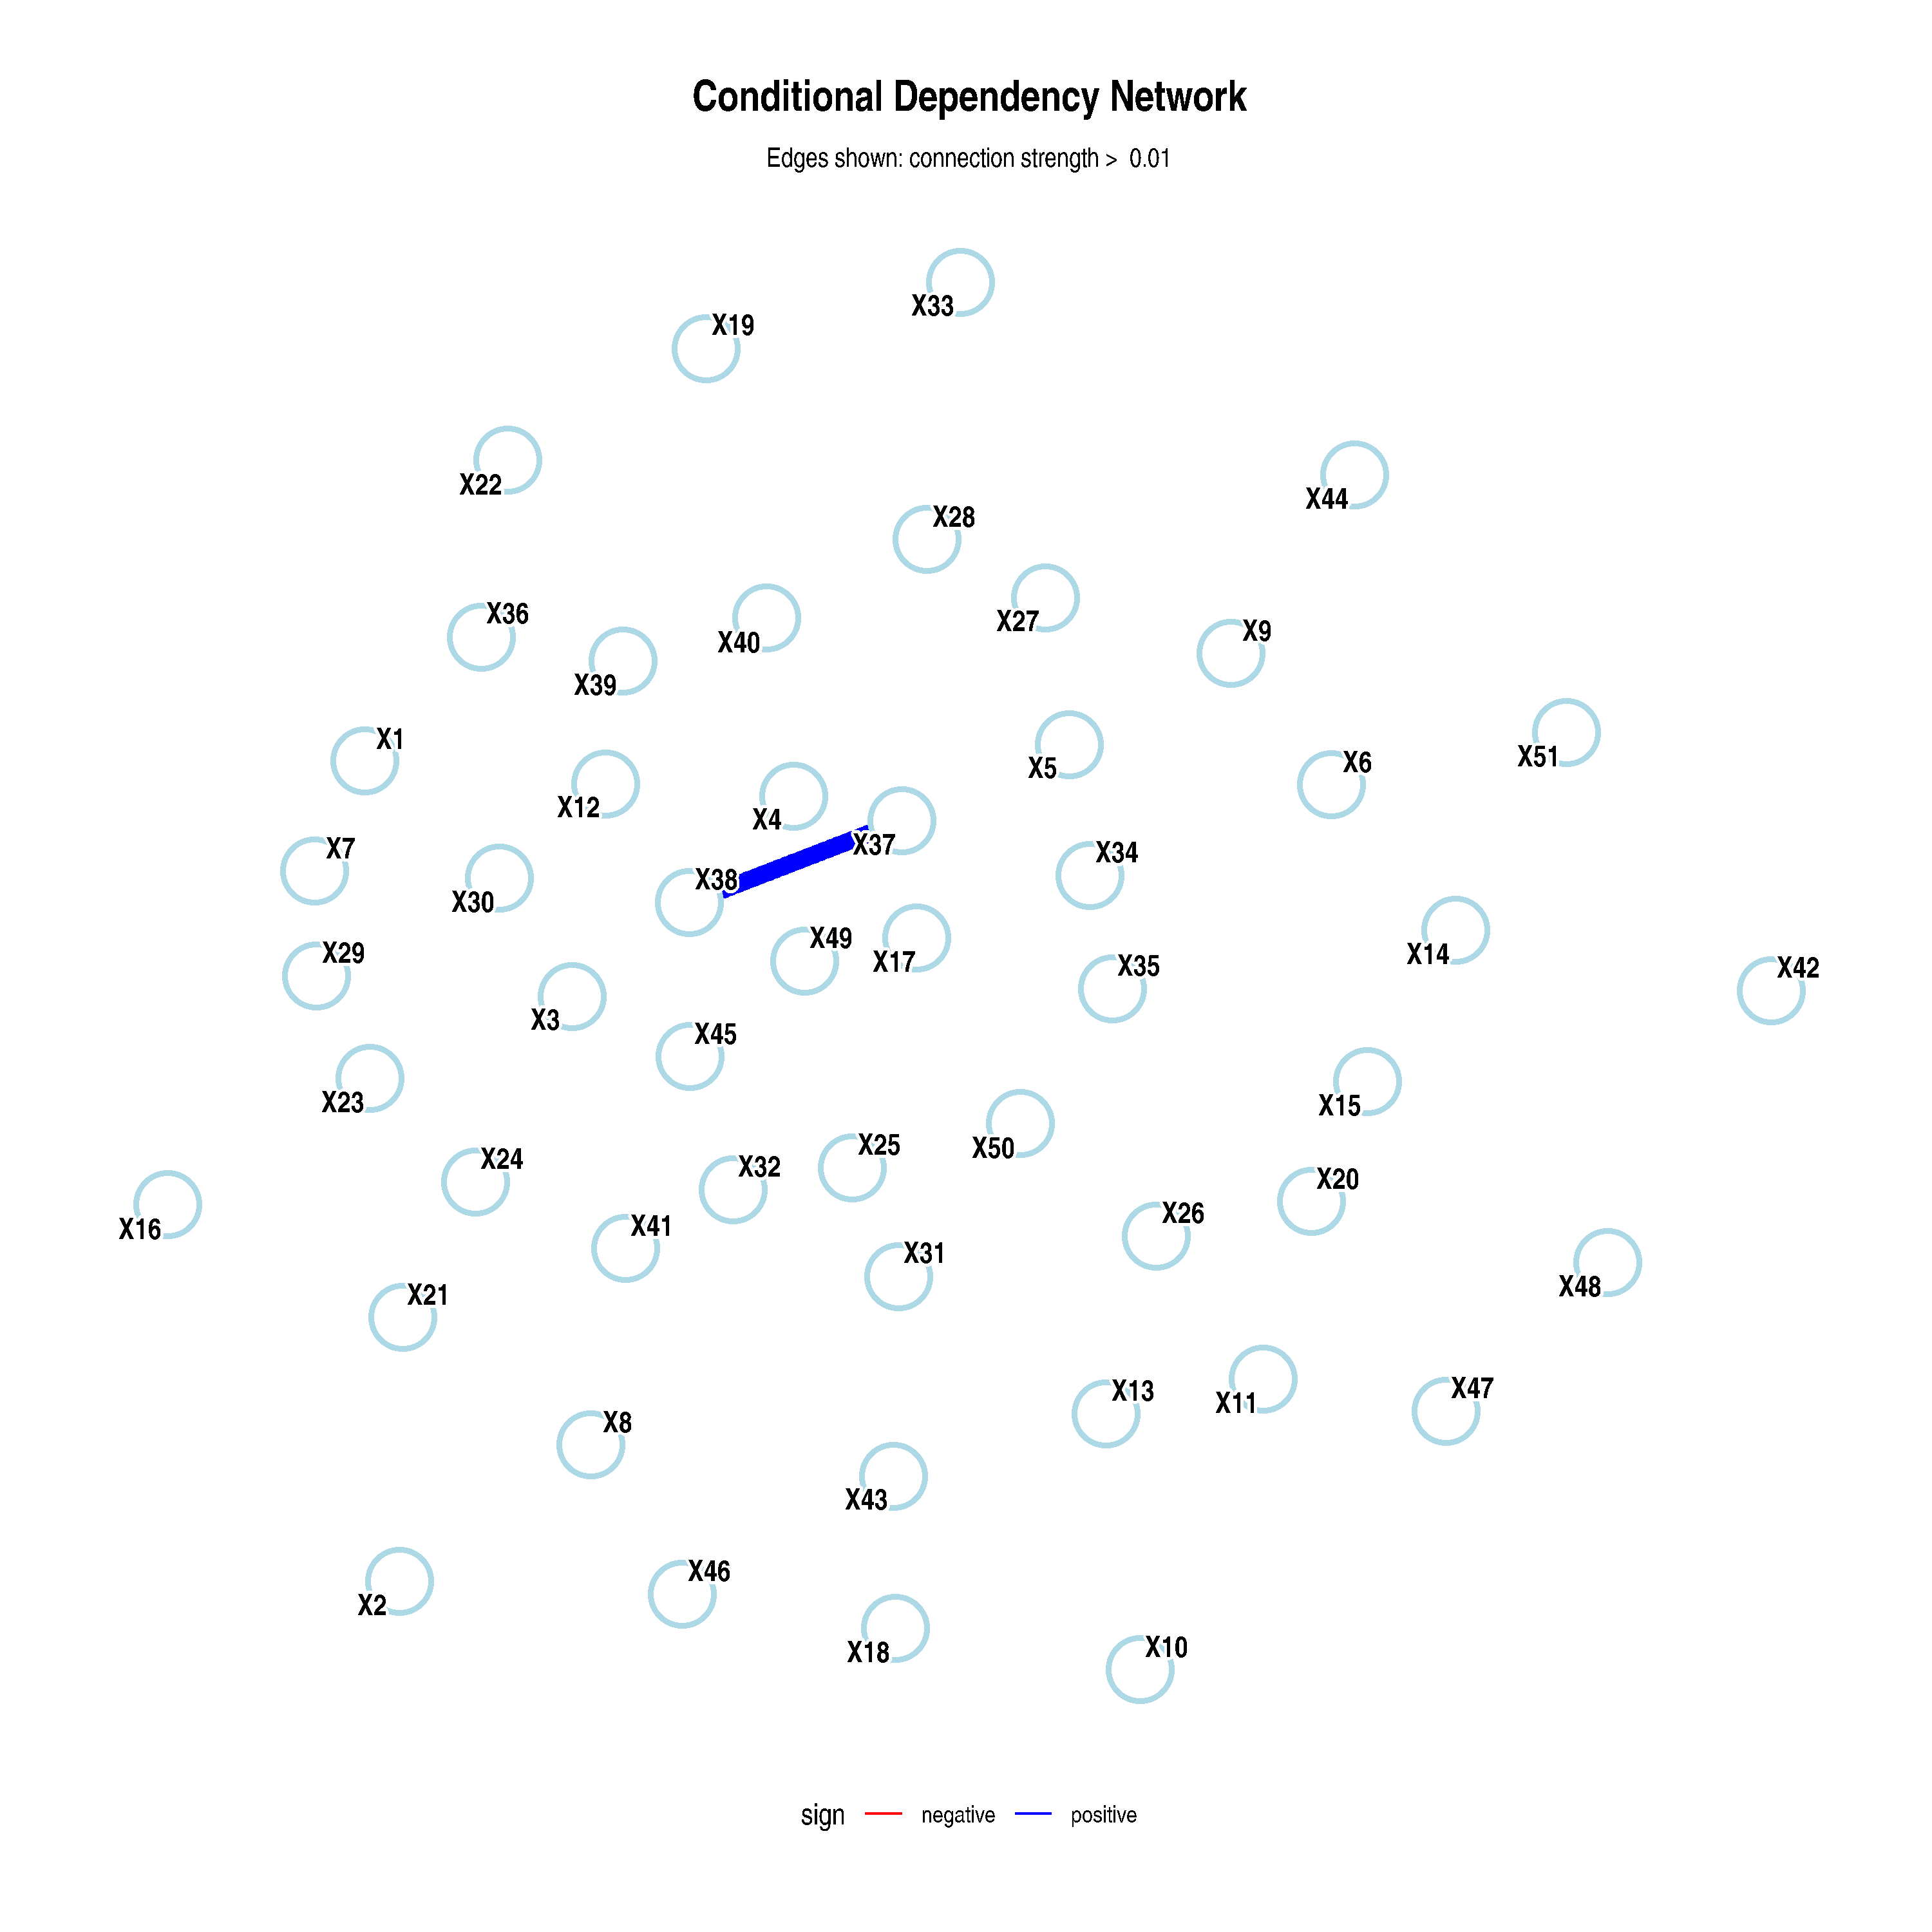 Conditional Dependency Network
Edges shown: connection strength > 0.01
X33
X19
X22
X44
X28
X36
X40
X27
X9
X39
X1
X5
X51
X6
X12
X4
X7
X37
X34
X38
X30
X29
X49
X17
X14
X35
X42
X3
X45
X23
X15
X25
X50
X24
X32
X20
X16
X41
X26
X31
X48
X21
X13
X11
X47
X8
X43
X46
X2
X18
X10
sign negative positive